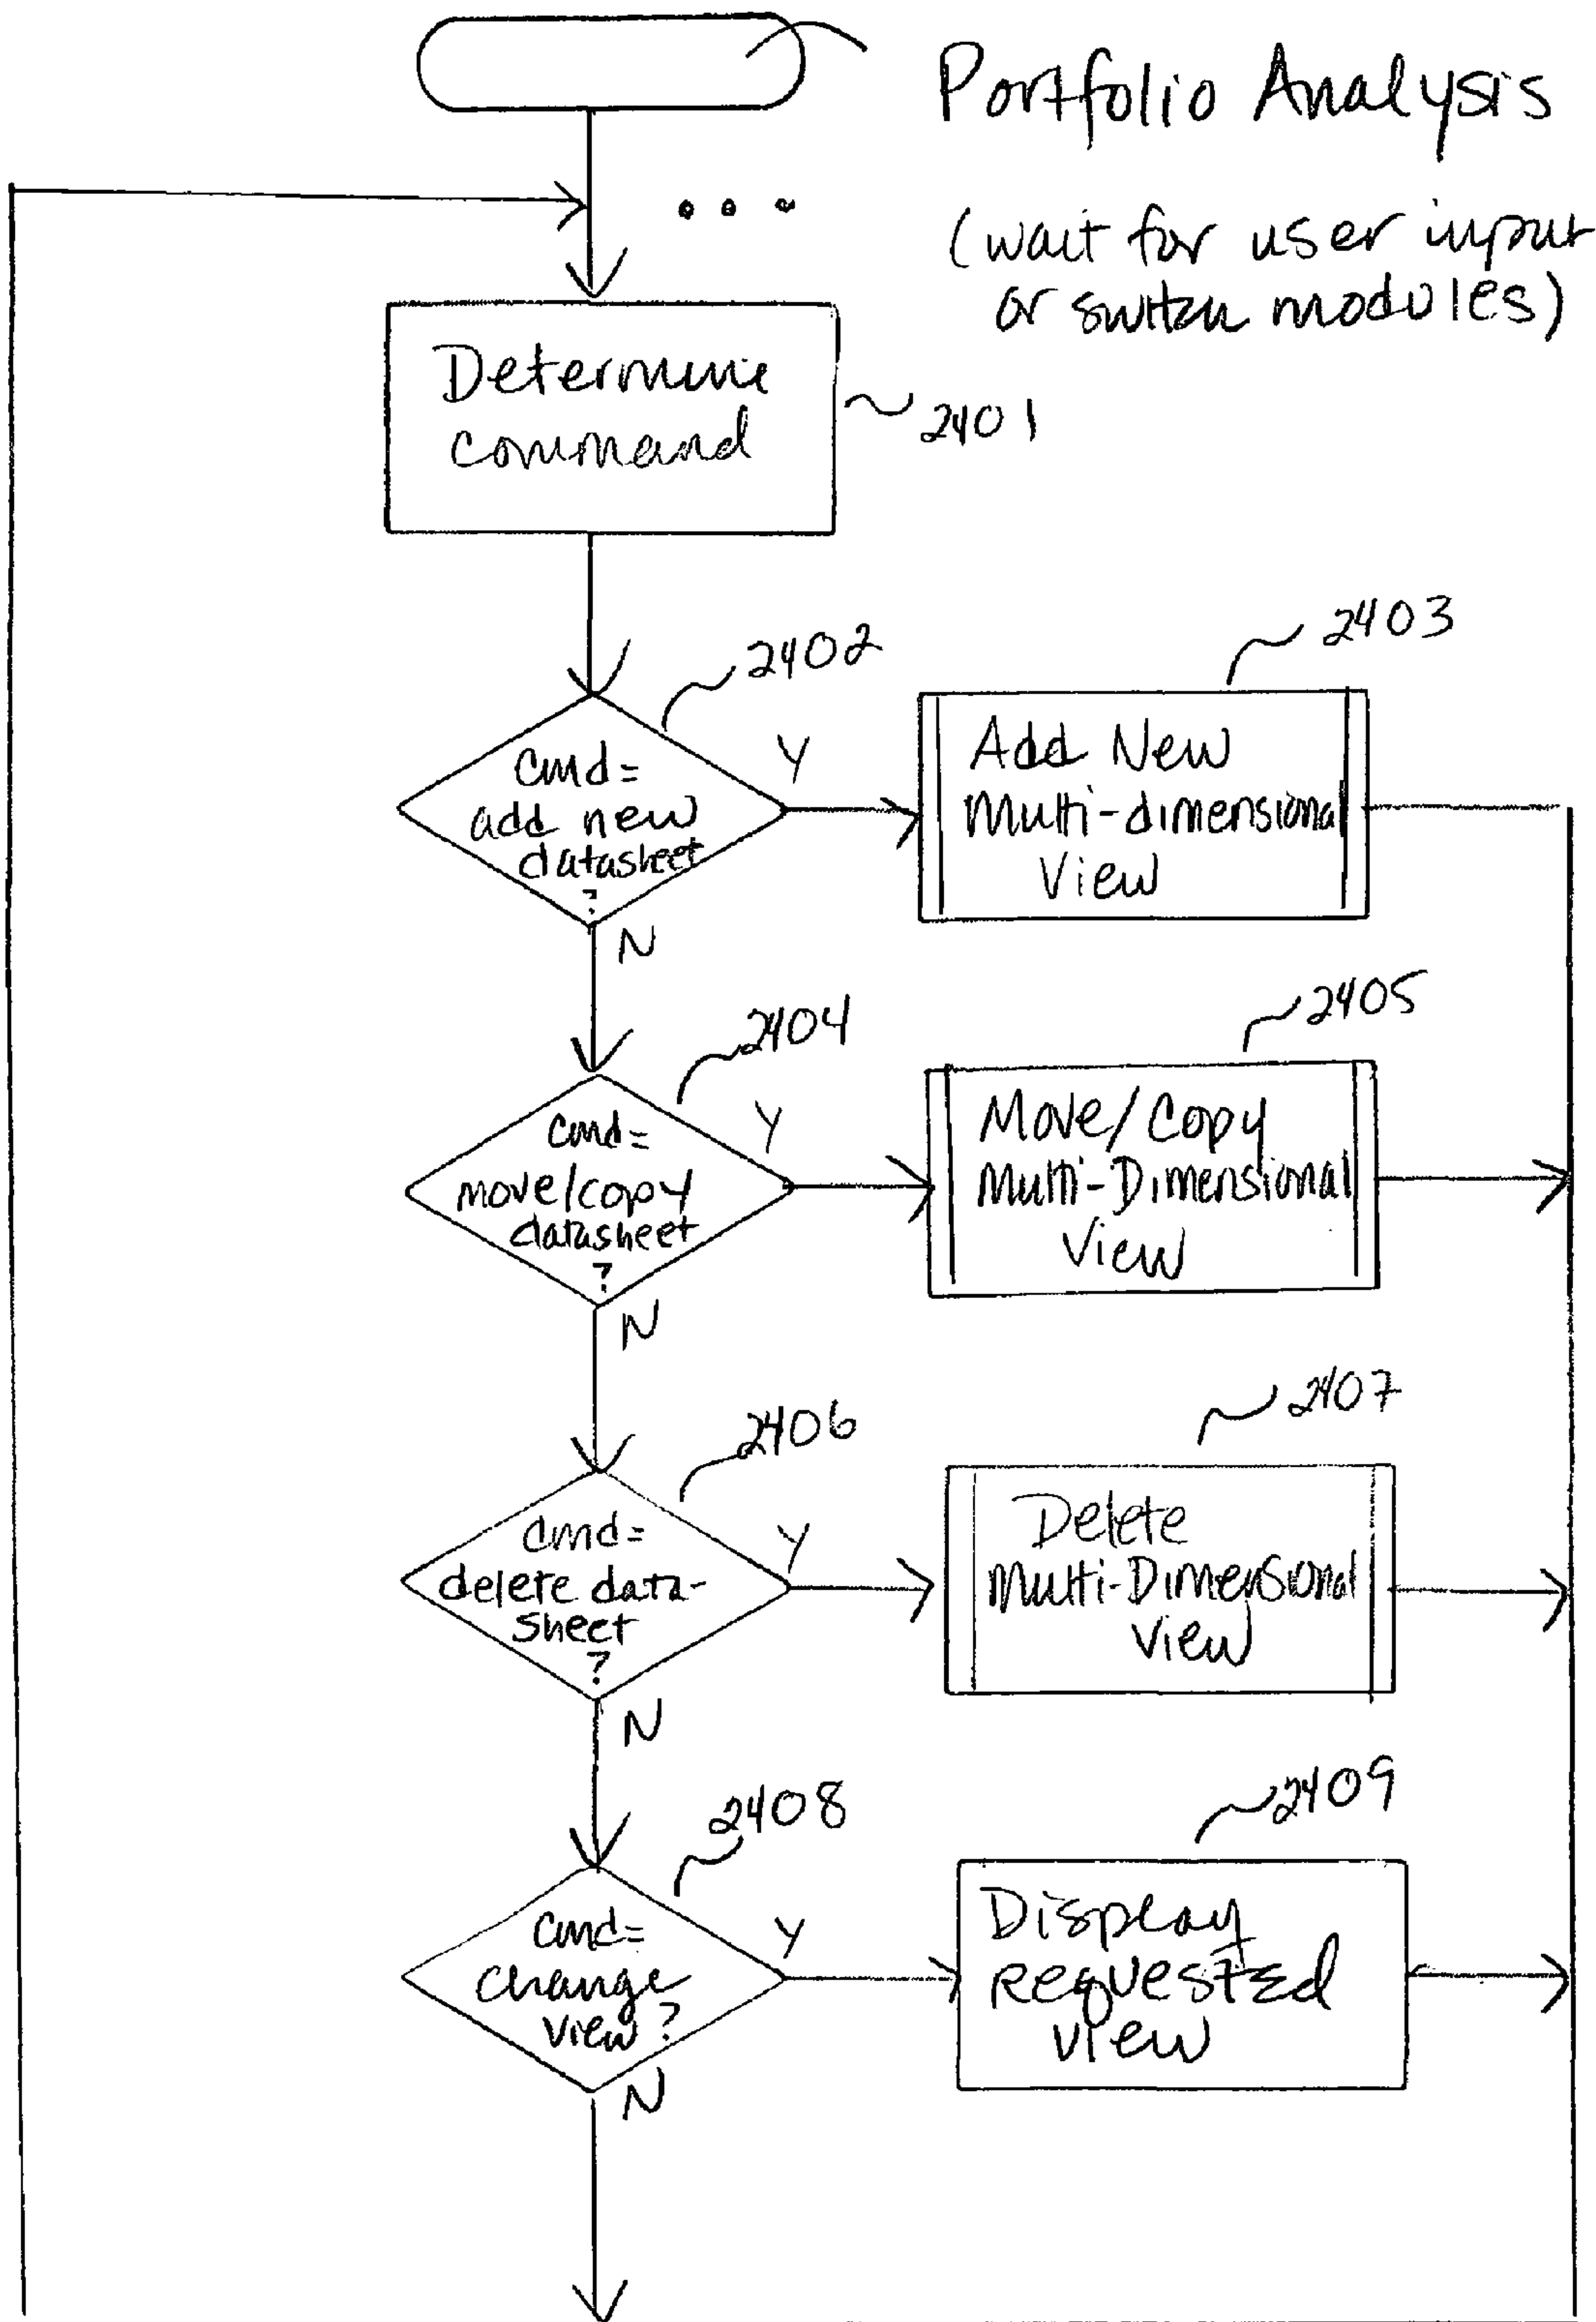 Portfolio Analysis
(wait for user input
or switch modules)
Determine
command
2401
2402
cmd=
add new
datasheet
?
Y
N
2403
Add New
Multi-dimensional
View
2404
cmd=
move/copy
datasheet
?
Y
N
2405
Move/Copy
Multi-Dimensional
View
2406
cmd=
delete data-
sheet
?
Y
N
2407
Delete
Multi-Dimensional
View
2408
cmd=
change
view?
Y
N
2409
Display
requested
view